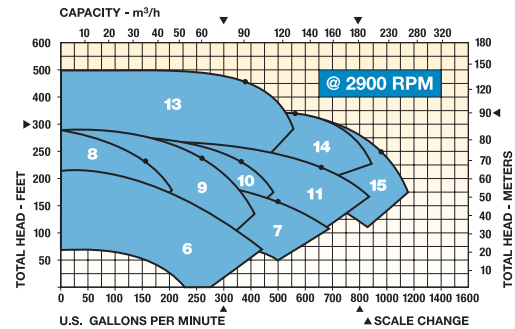 CAPACITY - m³/h
10 20 30 40 50 60 90 120 140 180 230 280 320
600 180
500 150
@ 2900 RPM
400 120
13
300 90
14
250 80
8
200 70
10
15
9 11
60
150 50
7
100 40
30
6
50 20
10
TOTAL HEAD - FEET
TOTAL HEAD - METERS
0 50 100 150 200 250 300 400 500 600 700 800 1000 1200 1400 1600
U.S. GALLONS PER MINUTE ▲SCALE CHANGE